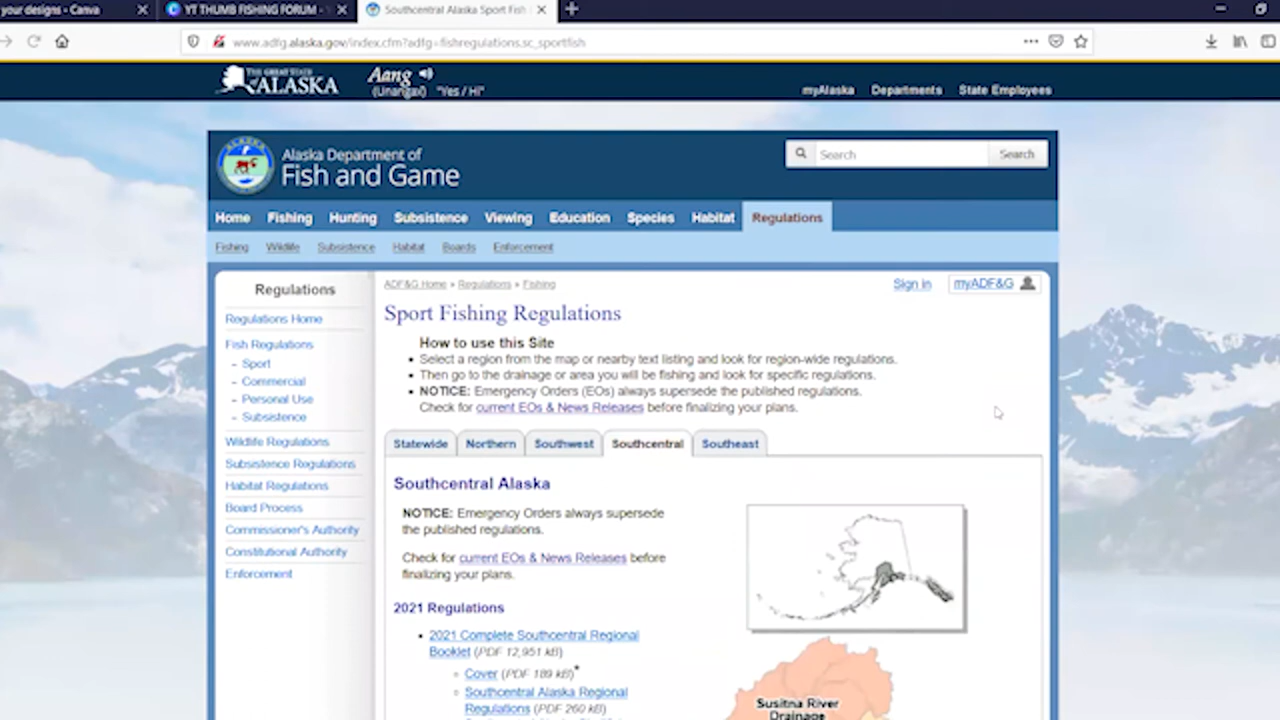 your designs - Canva
YT THUMB FISHING FORUM -
Southcentral Alaska Sport Fish
www.adfg.alaska.gov/index.cfm?adfg=fishregulations.sc_sportfish
THE GREAT STATE
of ALASKA
Aang
(Unangax̂) "Yes / Hi"
myAlaska Departments State Employees
Alaska Department of
Fish and Game
Search Search
Home Fishing Hunting Subsistence Viewing Education Species Habitat Regulations
Fishing Wildlife Subsistence Habitat Boards Enforcement
Regulations
Regulations Home
Fish Regulations
- Sport
- Commercial
- Personal Use
- Subsistence
Wildlife Regulations
Subsistence Regulations
Habitat Regulations
Board Process
Commissioner's Authority
Constitutional Authority
Enforcement
ADF&G Home » Regulations » Fishing
Sign in myADF&G
Sport Fishing Regulations
How to use this Site
• Select a region from the map or nearby text listing and look for region-wide regulations.
• Then go to the drainage or area you will be fishing and look for specific regulations.
• NOTICE: Emergency Orders (EOs) always supersede the published regulations.
Check for current EOs & News Releases before finalizing your plans.
Statewide Northern Southwest Southcentral Southeast
Southcentral Alaska
NOTICE: Emergency Orders always supersede
the published regulations.
Check for current EOs & News Releases before
finalizing your plans.
2021 Regulations
• 2021 Complete Southcentral Regional
Booklet (PDF 12,951 kB)
Cover (PDF 189 kB)*
Southcentral Alaska Regional
Regulations (PDF 260 kB)
Susitna River
Drainage